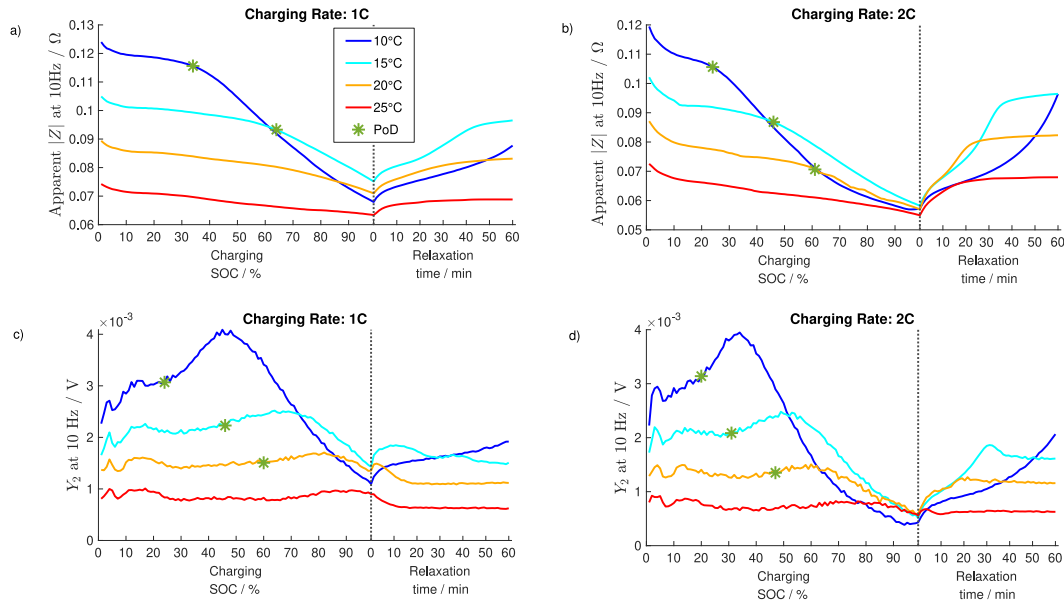 a)
Charging Rate: 1C
Apparent |Z| at 10Hz / Ω
0.13
0.12
0.11
0.1
0.09
0.08
0.07
0.06
10°C
15°C
20°C
25°C
PoD
0 10 20 30 40 50 60 70 80 90 0 10 20 30 40 50 60
Charging Relaxation
SOC / % time / min
b)
Charging Rate: 2C
Apparent |Z| at 10Hz / Ω
0.12
0.11
0.1
0.09
0.08
0.07
0.06
0.05
0 10 20 30 40 50 60 70 80 90 0 10 20 30 40 50 60
Charging Relaxation
SOC / % time / min
c)
Charging Rate: 1C
×10⁻³
Y₂ at 10 Hz / V
4
3
2
1
0
0 10 20 30 40 50 60 70 80 90 0 10 20 30 40 50 60
Charging Relaxation
SOC / % time / min
d)
Charging Rate: 2C
×10⁻³
Y₂ at 10 Hz / V
4
3
2
1
0
0 10 20 30 40 50 60 70 80 90 0 10 20 30 40 50 60
Charging Relaxation
SOC / % time / min